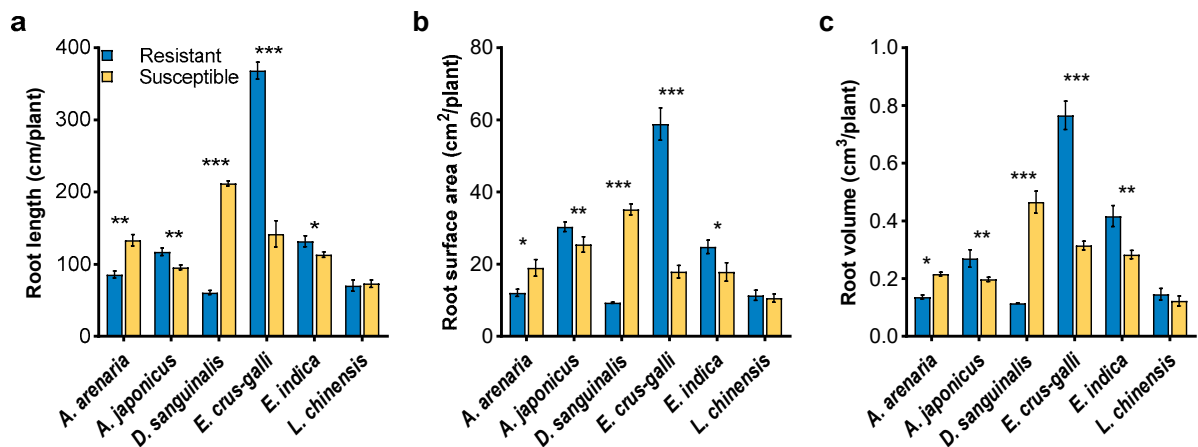 a
Root length (cm/plant)
400
300
200
100
0
Resistant
Susceptible
**
**
***
***
*
A. arenaria
A. japonicus
D. sanguinalis
E. crus-galli
E. indica
L. chinensis
b
Root surface area (cm²/plant)
80
60
40
20
0
*
**
***
***
*
A. arenaria
A. japonicus
D. sanguinalis
E. crus-galli
E. indica
L. chinensis
c
Root volume (cm³/plant)
1.0
0.8
0.6
0.4
0.2
0.0
*
**
***
***
**
A. arenaria
A. japonicus
D. sanguinalis
E. crus-galli
E. indica
L. chinensis